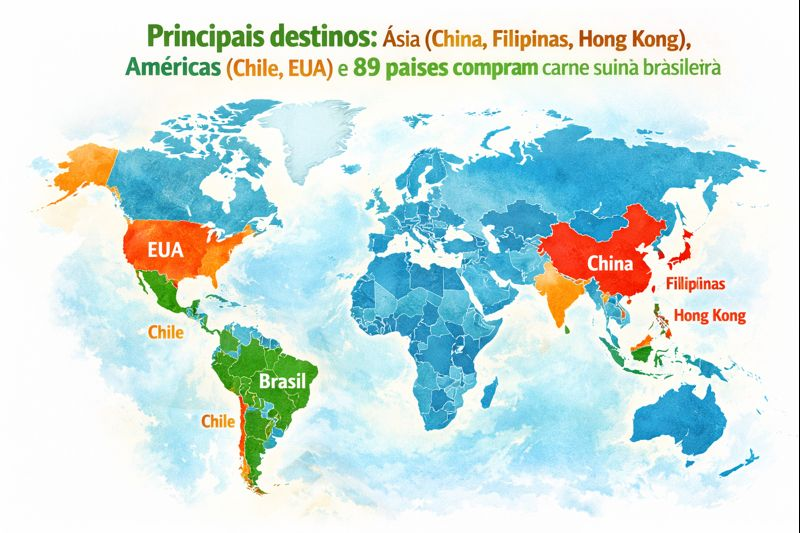 Principais destinos: Ásia (China, Filipinas, Hong Kong),
Américas (Chile, EUA) e 89 paises compram carne suinà bràsileirà
EUA
China
Fillipinas
Hong Kong
Chile
Brasil
Chile